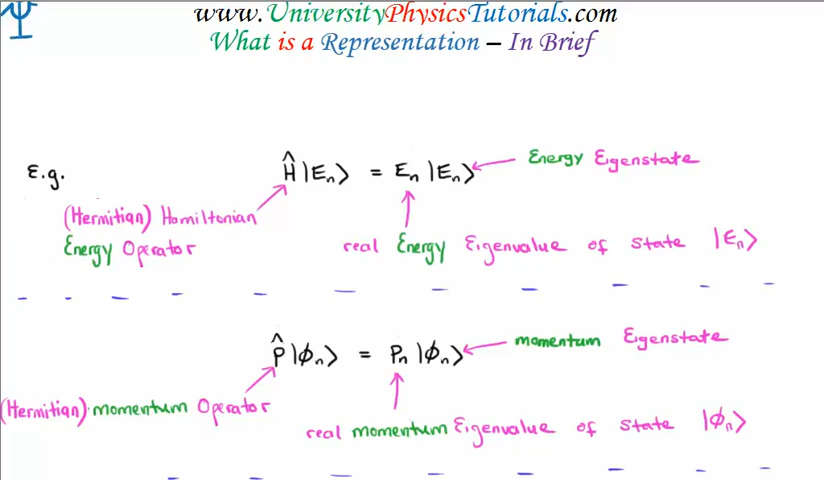 www.UniversityPhysicsTutorials.com
What is a Representation – In Brief
E.g.
Ĥ|Eₙ⟩ = Eₙ|Eₙ⟩
Energy Eigenstate
(Hermitian) Hamiltonian
Energy Operator
real Energy Eigenvalue of state |Eₙ⟩
P̂|ϕₙ⟩ = Pₙ|ϕₙ⟩
momentum Eigenstate
(Hermitian) momentum Operator
real momentum Eigenvalue of state |ϕₙ⟩